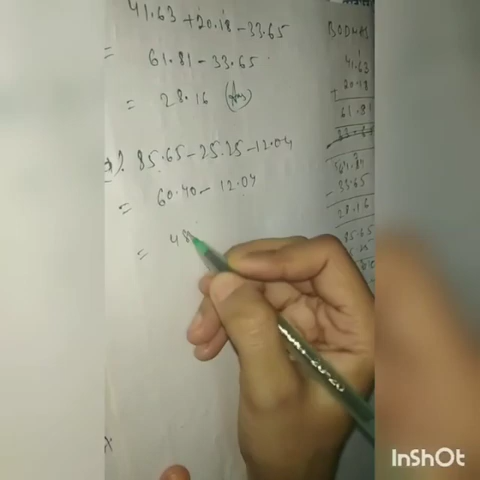 41.63 + 20.18 - 33.65
= 61.81 - 33.65
= 28.16 (Ans)
85.65 - 25.25 - 12.04
= 60.40 - 12.04
= 48
BODMAS
41.63
+ 20.18
61.81
- 33.65
28.16
85.65
InShOt